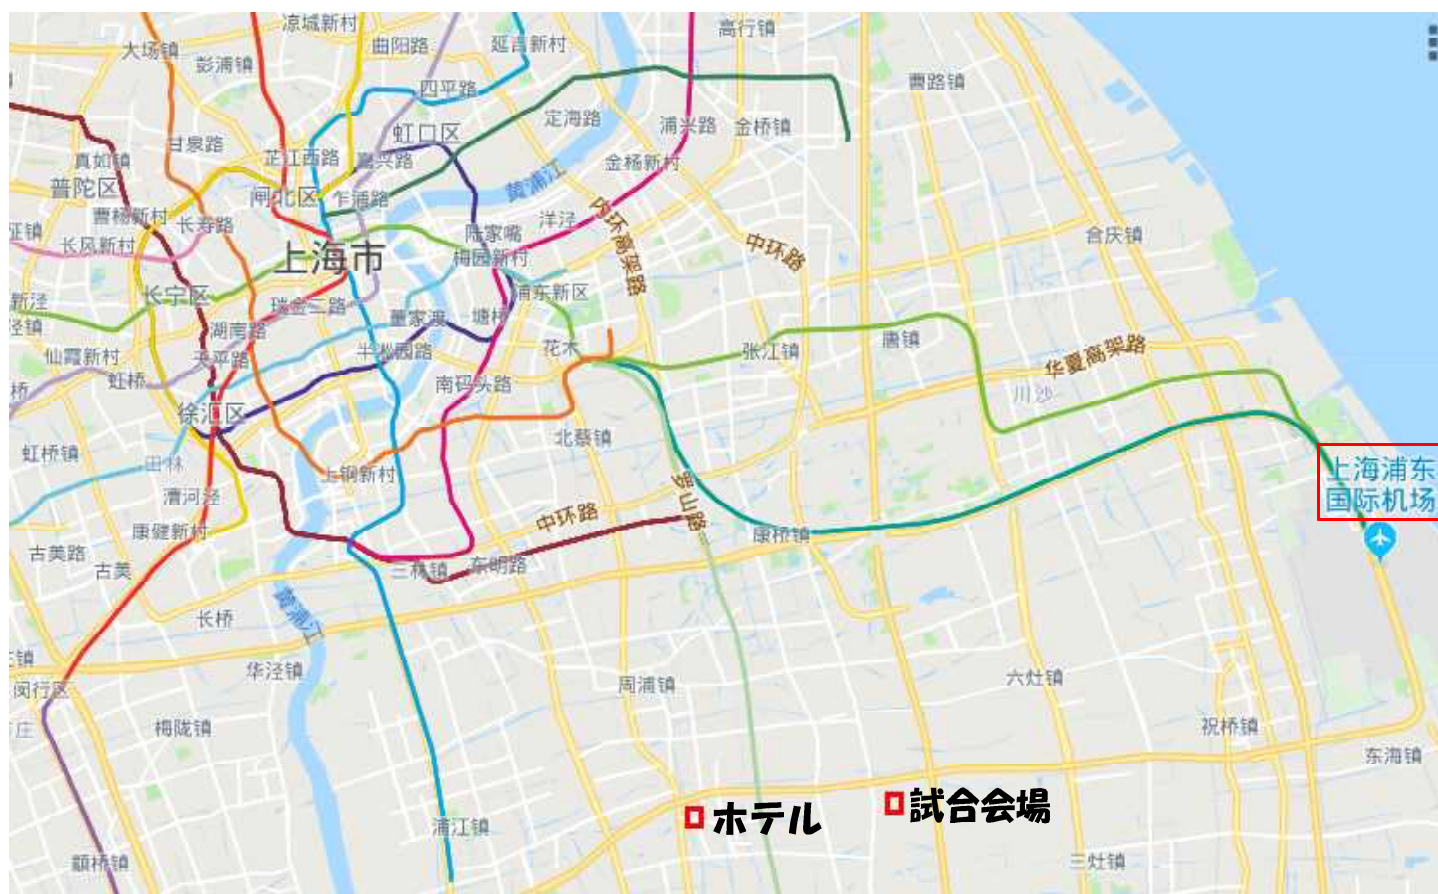 凉城新村
高行镇
大场镇
曲阳路
延吉新村
彭浦镇
曹路镇
四平路
定海路
浦兴路
金桥镇
虹口区
甘泉路
芷江西路
嘉兴路
金杨新村
真如镇
普陀区
闸北区
乍浦路
黄浦江
内环高架路
曹杨新村
长寿路
洋泾
征镇
长风新村
陆家嘴
中环路
合庆镇
上海市
梅园新村
新泾
长宁区
瑞金二路
浦东新区
泾镇
湖南路
董家渡
塘桥
仙霞新村
天平路
半淞园路
花木
张江镇
唐镇
华夏高架路
桥
虹桥
南码头路
川沙
徐汇区
北蔡镇
虹桥镇
田林
上钢新村
上海浦东
国际机场
漕河泾
罗山路
康健新村
中环路
康桥镇
古美路
古美
三林镇
东明路
长桥
黄浦江
镇
华泾镇
周浦镇
六灶镇
闵行区
庄
梅陇镇
祝桥镇
东海镇
ホテル
試合会場
浦江镇
颛桥镇
三灶镇